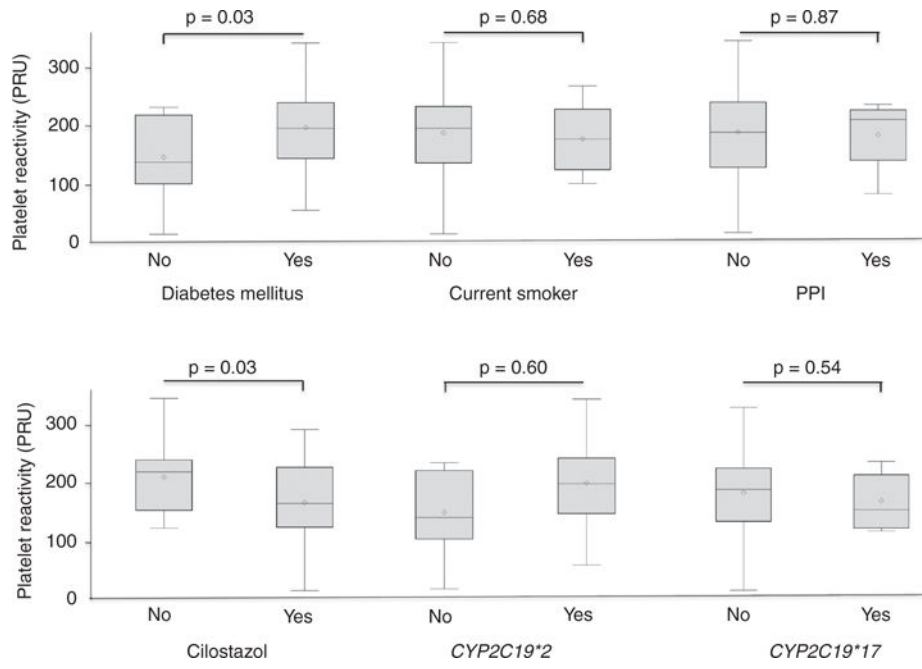 p = 0.03 p = 0.68 p = 0.87
Platelet reactivity (PRU)
300
200
100
0
No Yes No Yes No Yes
Diabetes mellitus Current smoker PPI
p = 0.03 p = 0.60 p = 0.54
Platelet reactivity (PRU)
300
200
100
0
No Yes No Yes No Yes
Cilostazol CYP2C19*2 CYP2C19*17